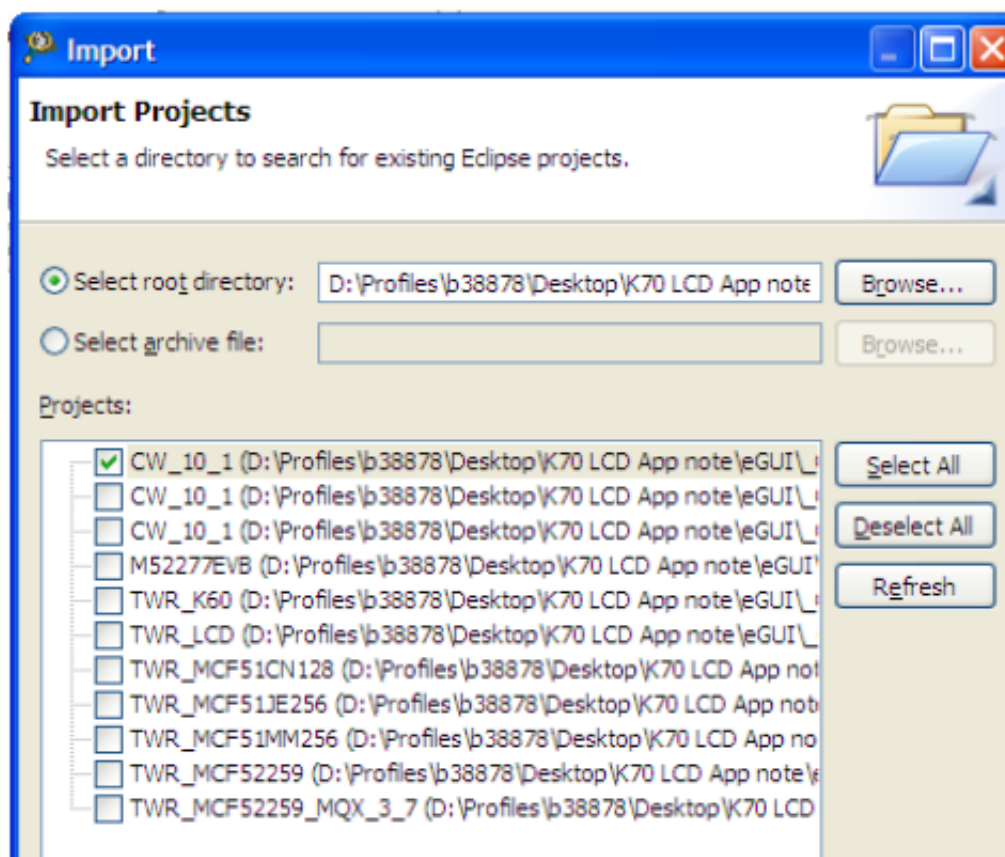 Import
Import Projects
Select a directory to search for existing Eclipse projects.
Select root directory: D:\Profiles\b38878\Desktop\K70 LCD App note Browse...
Select archive file: Browse...
Projects:
CW_10_1 (D:\Profiles\b38878\Desktop\K70 LCD App note\eGUI\_ Select All
CW_10_1 (D:\Profiles\b38878\Desktop\K70 LCD App note\eGUI\_
CW_10_1 (D:\Profiles\b38878\Desktop\K70 LCD App note\eGUI\_ Deselect All
M52277EVB (D:\Profiles\b38878\Desktop\K70 LCD App note\eGUI\
TWR_K60 (D:\Profiles\b38878\Desktop\K70 LCD App note\eGUI\_ Refresh
TWR_LCD (D:\Profiles\b38878\Desktop\K70 LCD App note\eGUI\_
TWR_MCF51CN128 (D:\Profiles\b38878\Desktop\K70 LCD App not
TWR_MCF51JE256 (D:\Profiles\b38878\Desktop\K70 LCD App not
TWR_MCF51MM256 (D:\Profiles\b38878\Desktop\K70 LCD App no
TWR_MCF52259 (D:\Profiles\b38878\Desktop\K70 LCD App note\
TWR_MCF52259_MQX_3_7 (D:\Profiles\b38878\Desktop\K70 LCD